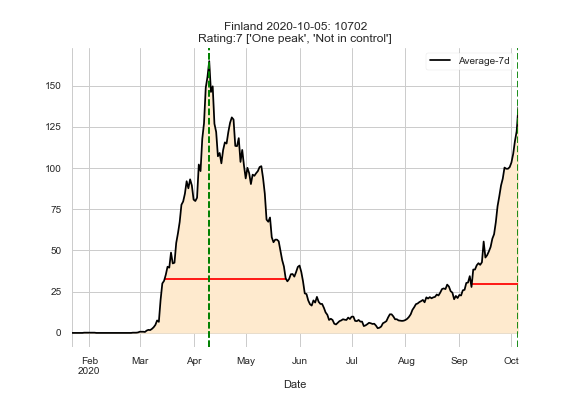 Finland 2020-10-05: 10702
Rating:7 ['One peak', 'Not in control']
Average-7d
150
125
100
75
50
25
0
Feb Mar Apr May Jun Jul Aug Sep Oct
2020
Date